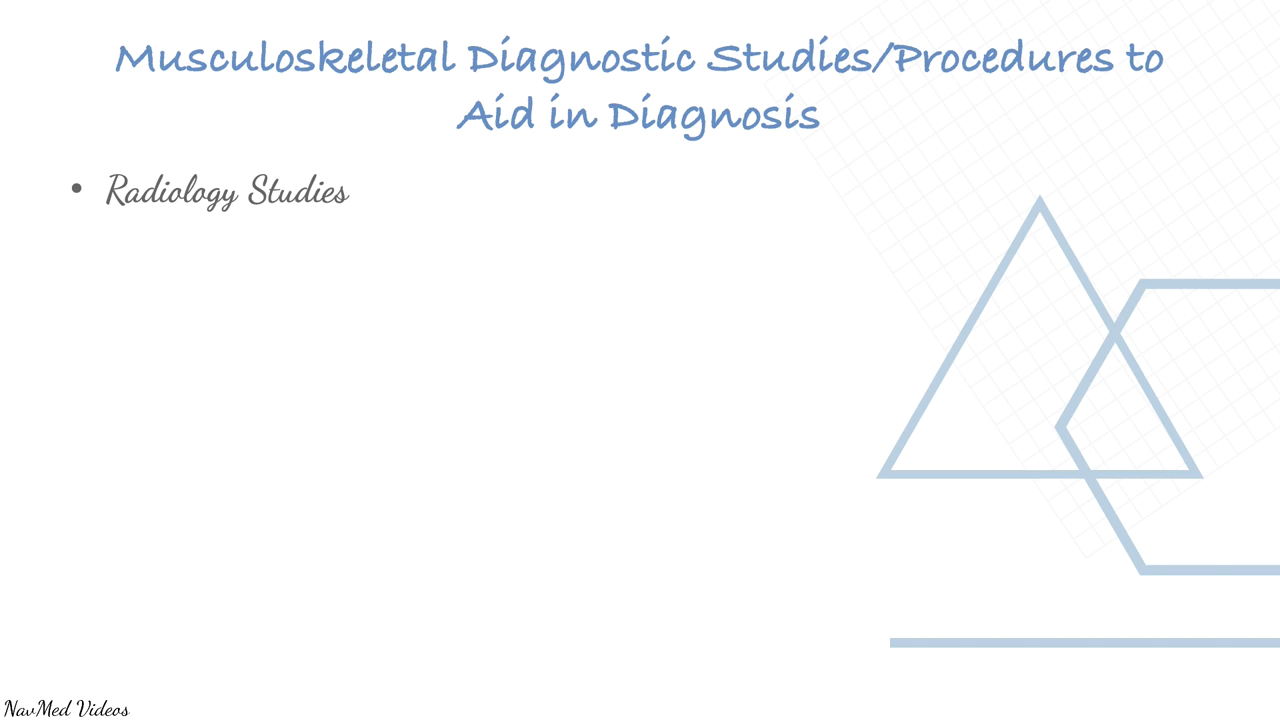 Musculoskeletal Diagnostic Studies/Procedures to
Aid in Diagnosis
• Radiology Studies
NavMed Videos